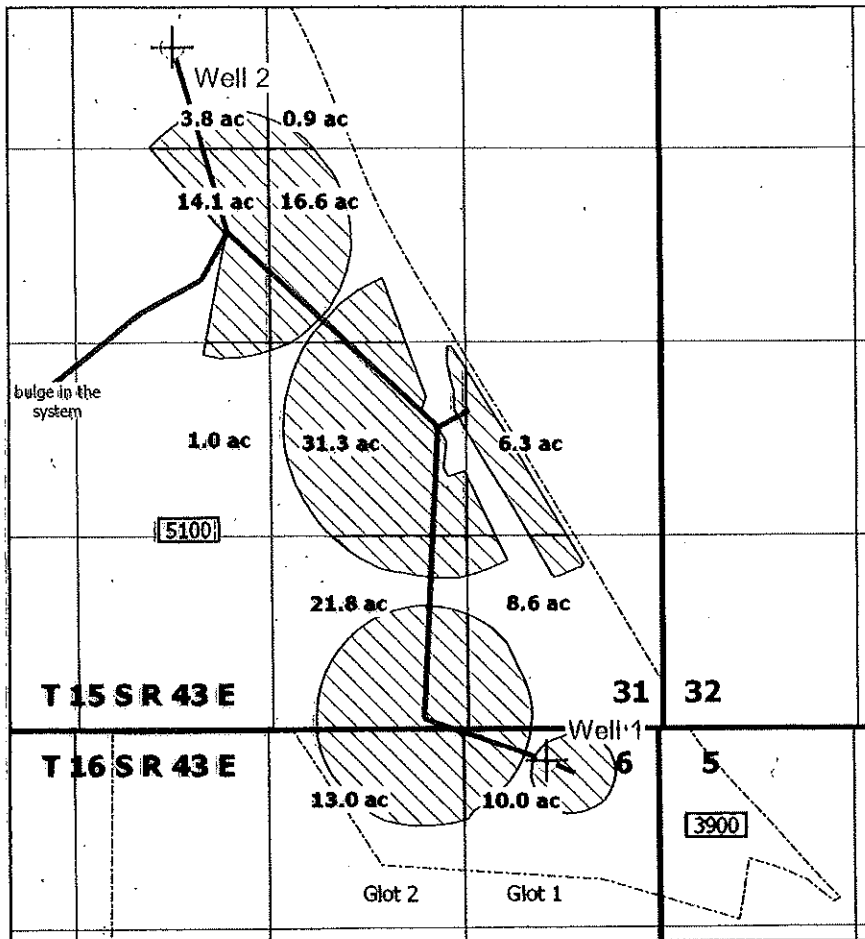 Well 2
3.8 ac 0.9 ac
14.1 ac 16.6 ac
bulge in the
system
1.0 ac 31.3 ac 6.3 ac
5100
21.8 ac 8.6 ac
T 15 S R 43 E 31 32
Well 1
T 16 S R 43 E 6 5
13.0 ac 10.0 ac
3900
Glot 2 Glot 1